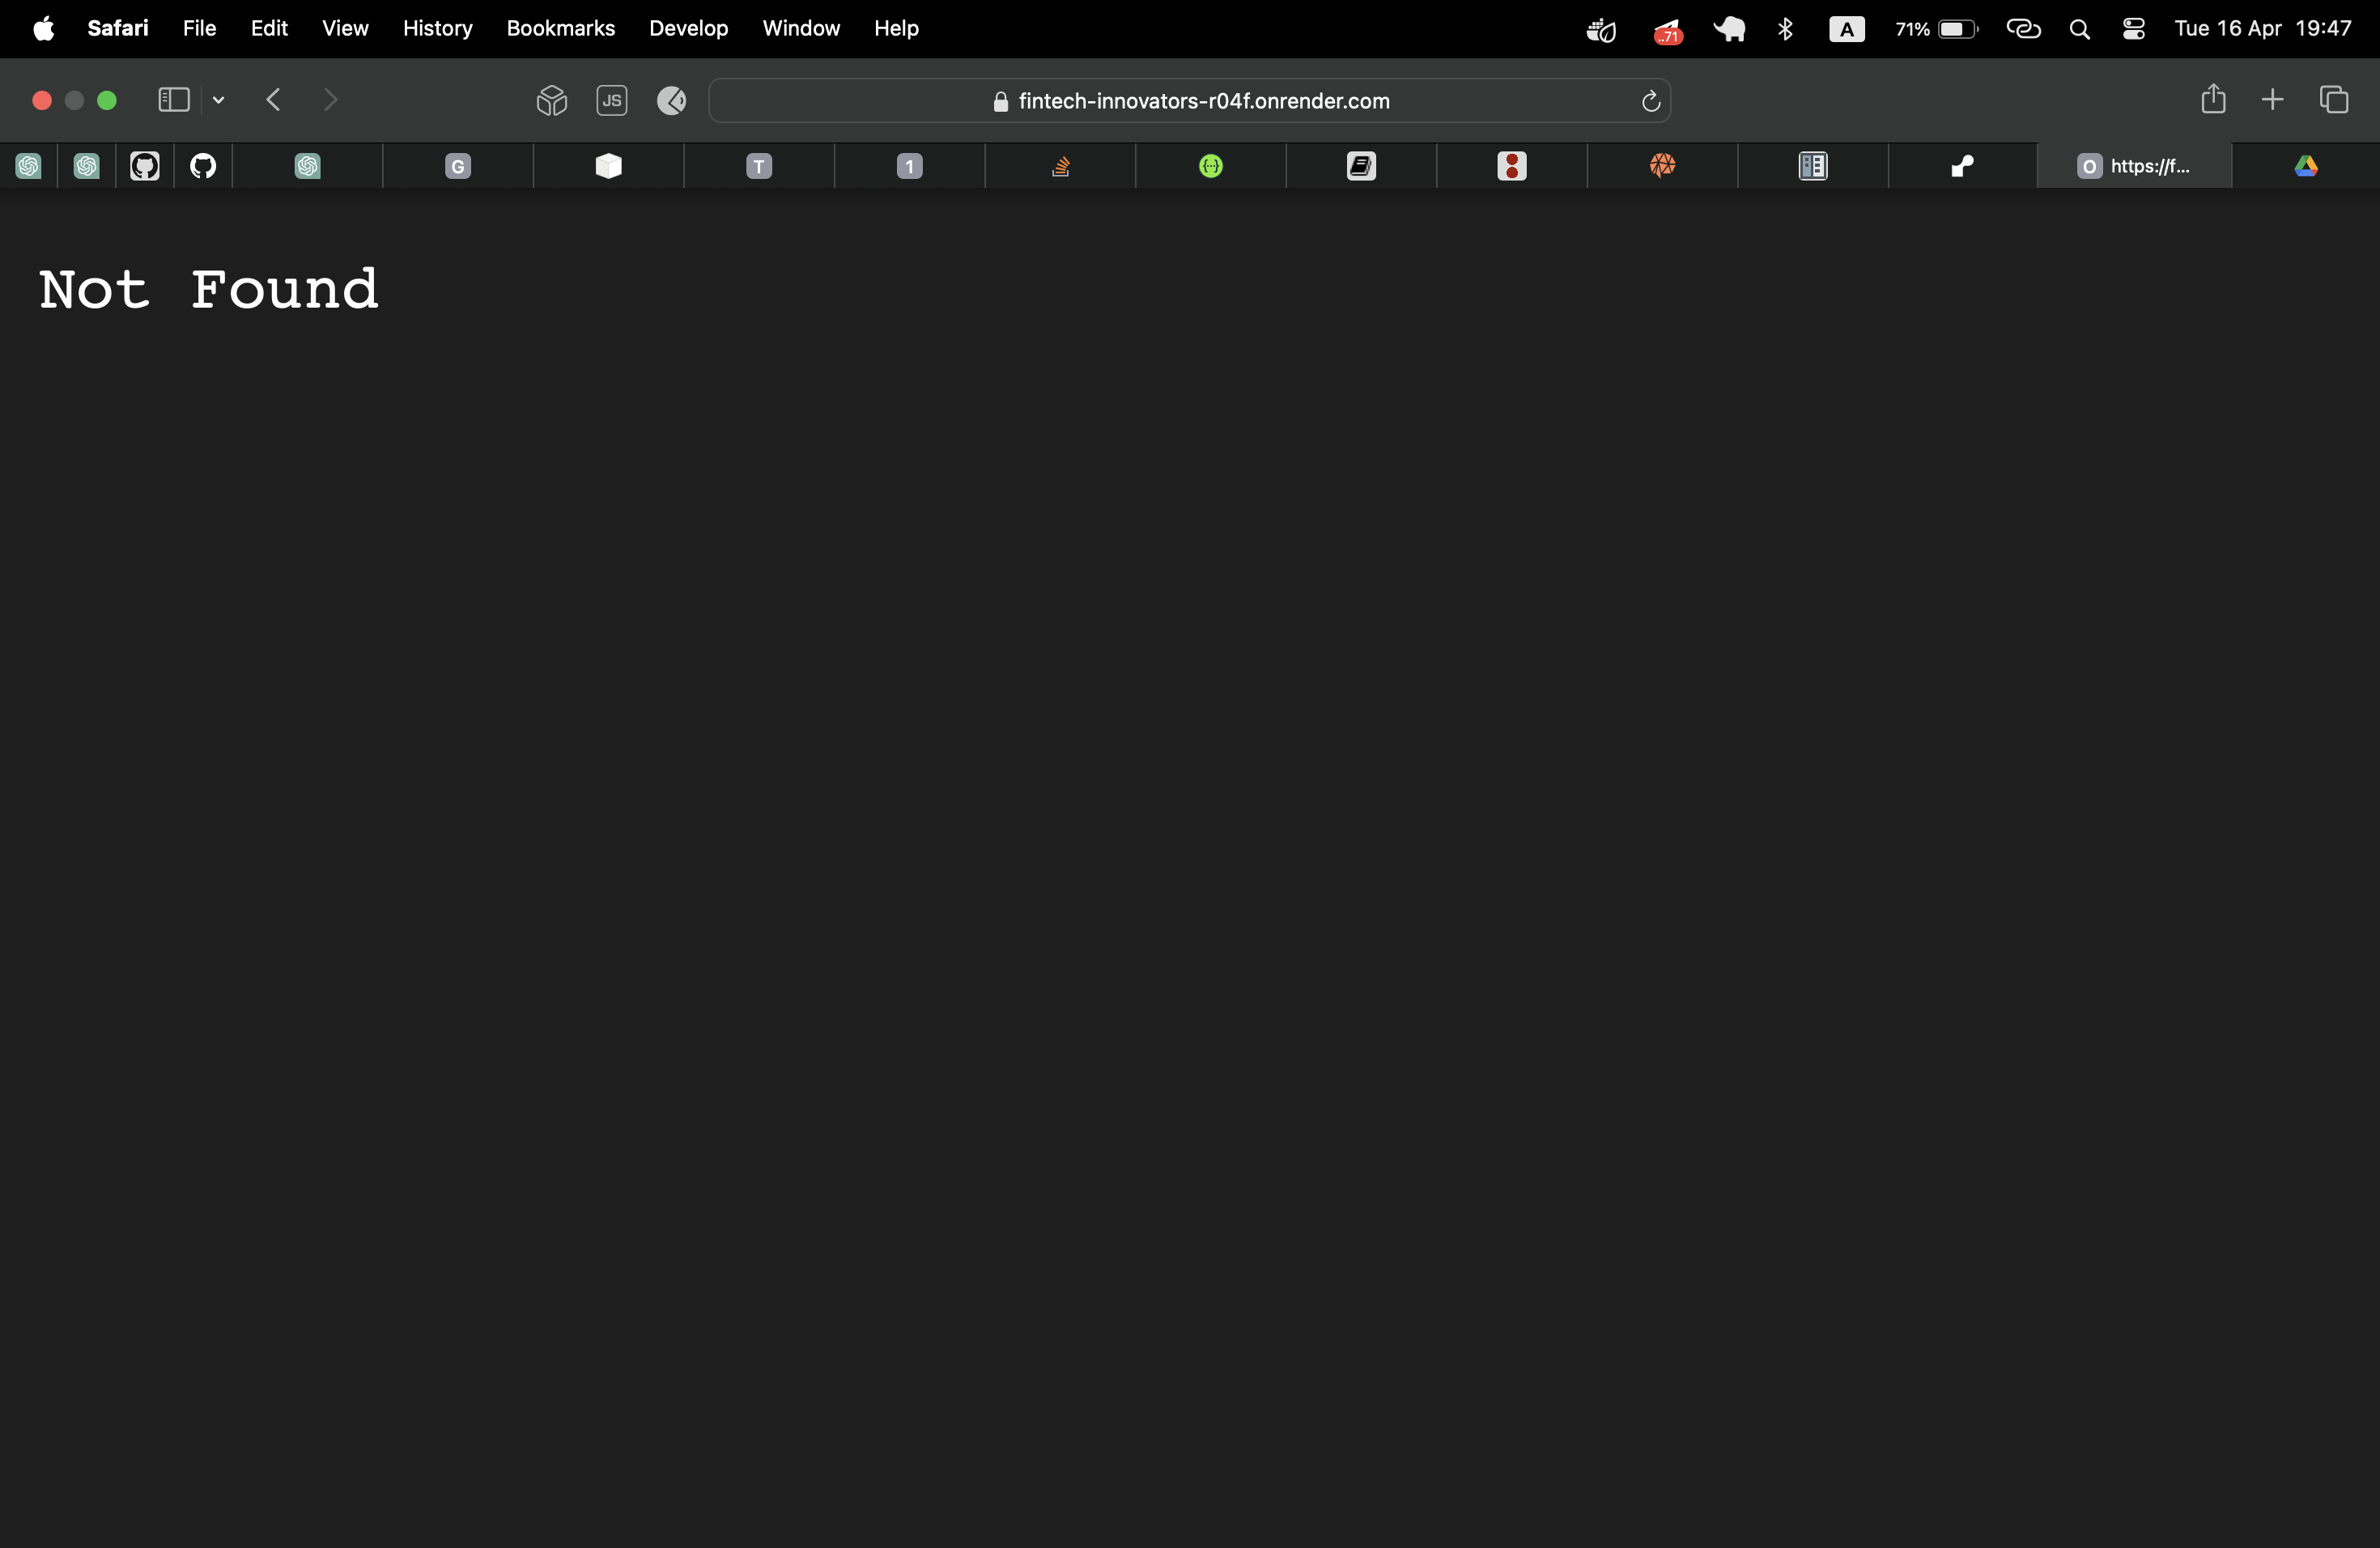 Safari File Edit View History Bookmarks Develop Window Help ..71 A 71% Tue 16 Apr 19:47
JS fintech-innovators-r04f.onrender.com
G T 1 O https://f...
Not Found